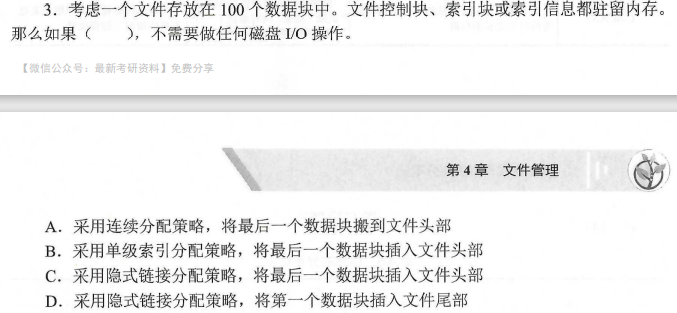 3．考虑一个文件存放在 100 个数据块中。文件控制块、索引块或索引信息都驻留内存。
那么如果（　　），不需要做任何磁盘 I/O 操作。
【微信公众号：最新考研资料】免费分享
第 4 章　文件管理
A．采用连续分配策略，将最后一个数据块搬到文件头部
B．采用单级索引分配策略，将最后一个数据块插入文件头部
C．采用隐式链接分配策略，将最后一个数据块插入文件头部
D．采用隐式链接分配策略，将第一个数据块插入文件尾部